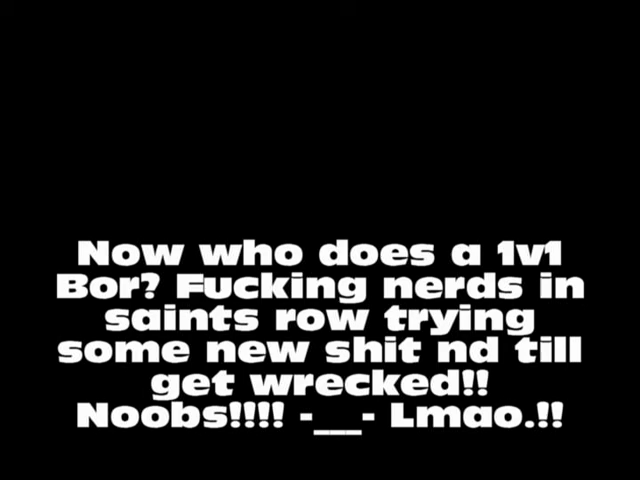 Now who does a 1v1
Bor? Fucking nerds in
saints row trying
some new shit nd till
get wrecked!!
Noobs!!!! -___- Lmao.!!